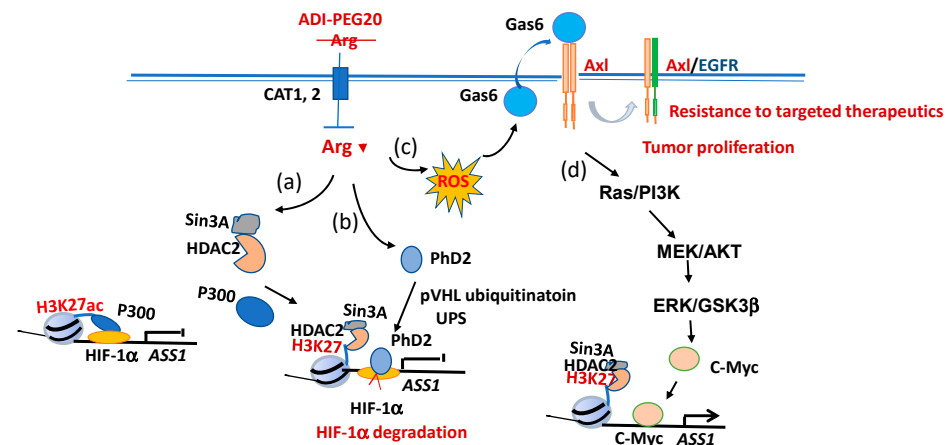 ADI-PEG20
Arg
CAT1, 2
Arg
Gas6
Gas6
Axl
Axl/EGFR
Resistance to targeted therapeutics
Tumor proliferation
(a)
(b)
(c)
ROS
(d)
Ras/PI3K
MEK/AKT
ERK/GSK3β
C-Myc
Sin3A
HDAC2
P300
PhD2
pVHL ubiquitinatoin
UPS
H3K27ac
P300
HIF-1α
ASS1
Sin3A
HDAC2
H3K27
PhD2
ASS1
HIF-1α
HIF-1α degradation
Sin3A
HDAC2
H3K27
C-Myc
ASS1